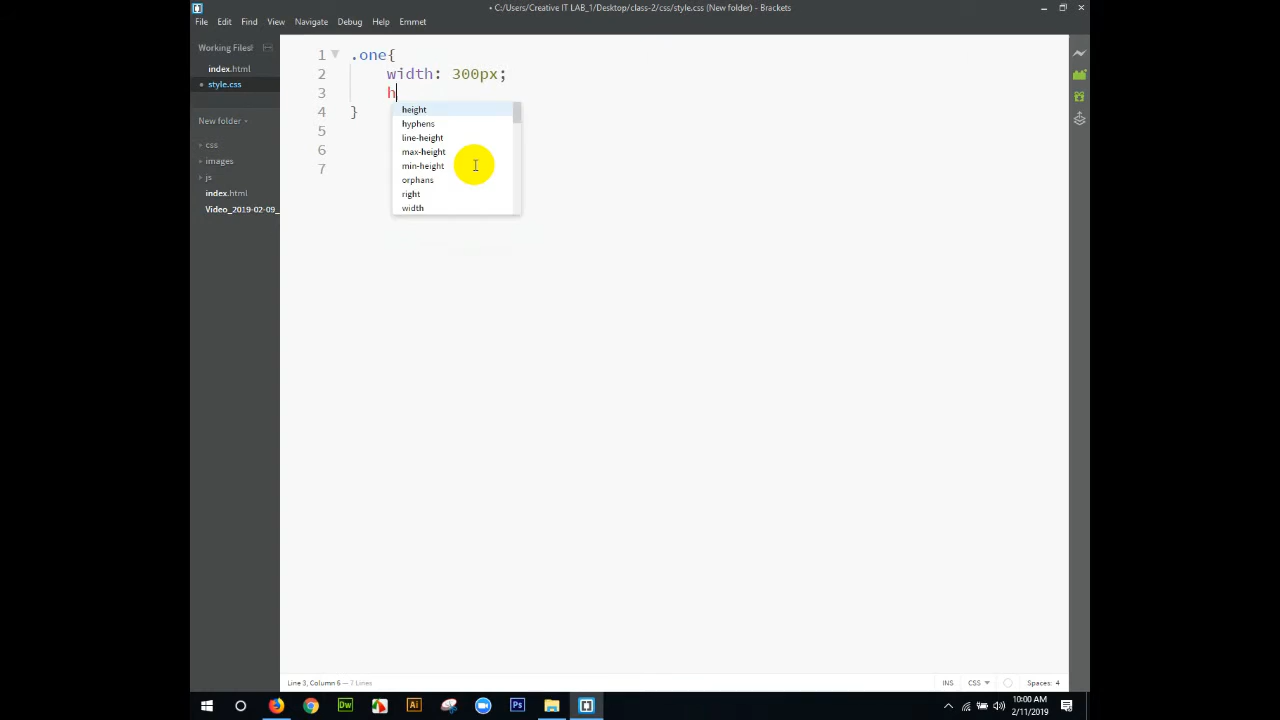 • C:/Users/Creative IT LAB_1/Desktop/class-2/css/style.css (New folder) - Brackets
File Edit Find View Navigate Debug Help Emmet
Working Files
index.html
• style.css
New folder
css
images
js
index.html
Video_2019-02-09_
1 .one{
2 width: 300px;
3 h
4 }
5
6
7
height
hyphens
line-height
max-height
min-height
orphans
right
width
Line 3, Column 6 — 7 Lines
INS CSS Spaces: 4
Dw Ai Ps
10:00 AM
2/11/2019